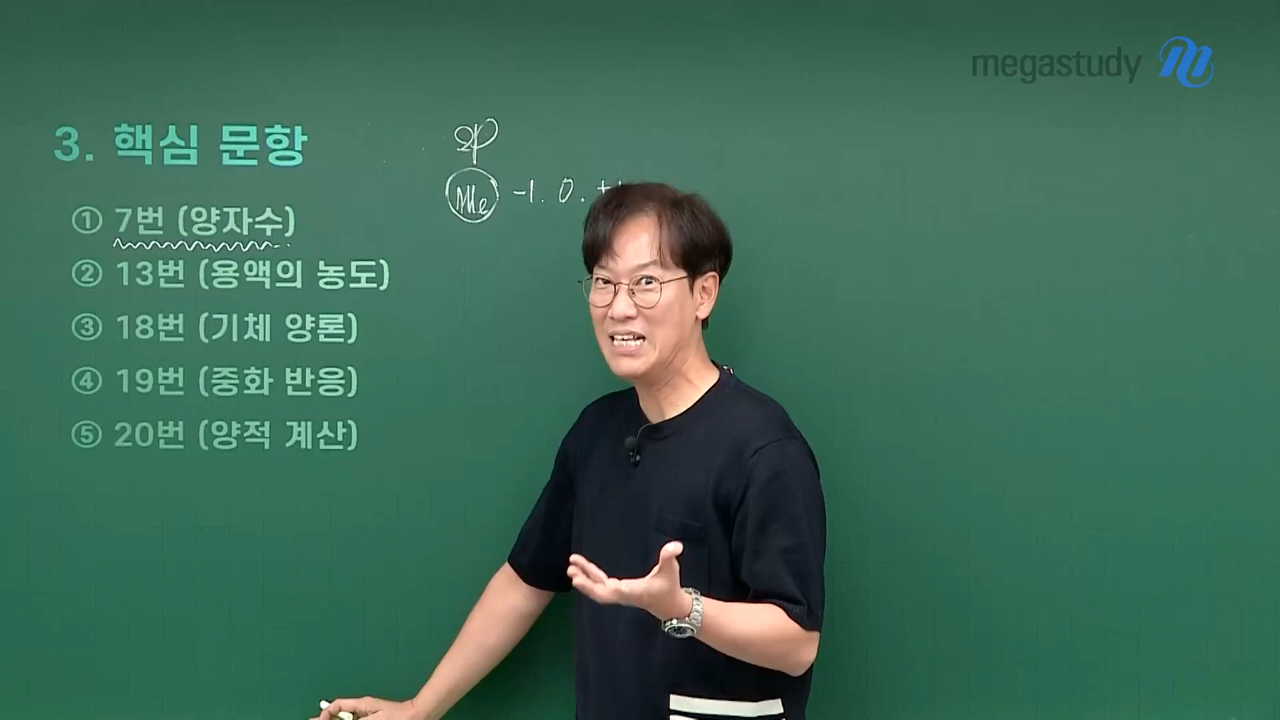 megastudy
3. 핵심 문항
① 7번 (양자수)
② 13번 (용액의 농도)
③ 18번 (기체 양론)
④ 19번 (중화 반응)
⑤ 20번 (양적 계산)
2p
-1. 0. +